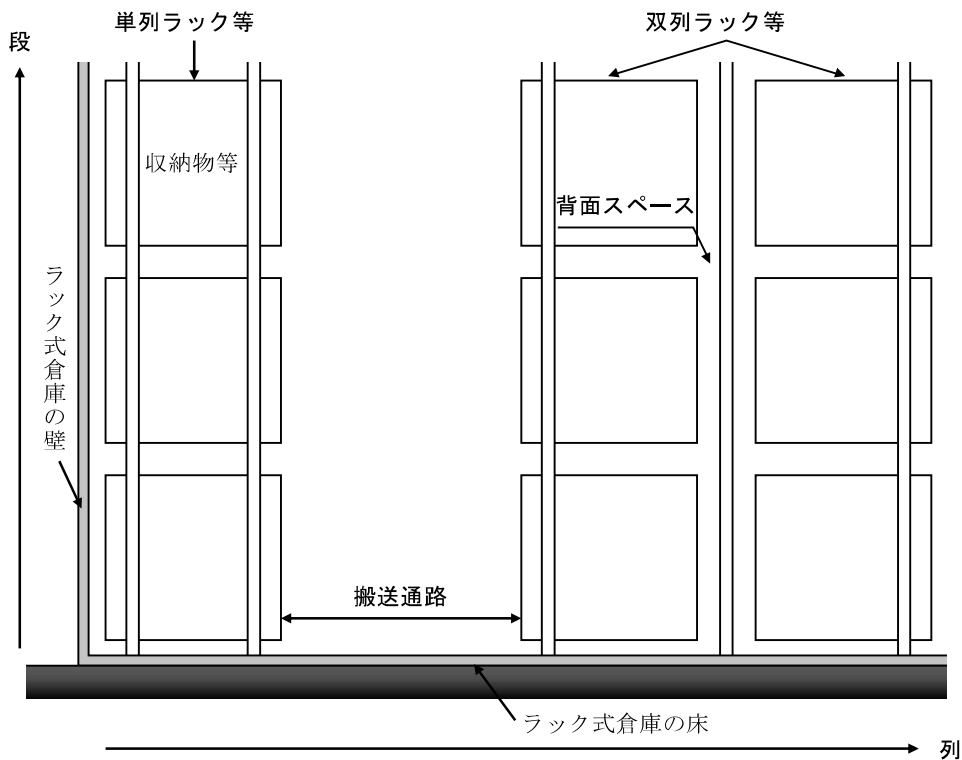 単列ラック等
双列ラック等
段
収納物等
背面スペース
ラック式倉庫の壁
搬送通路
ラック式倉庫の床
列